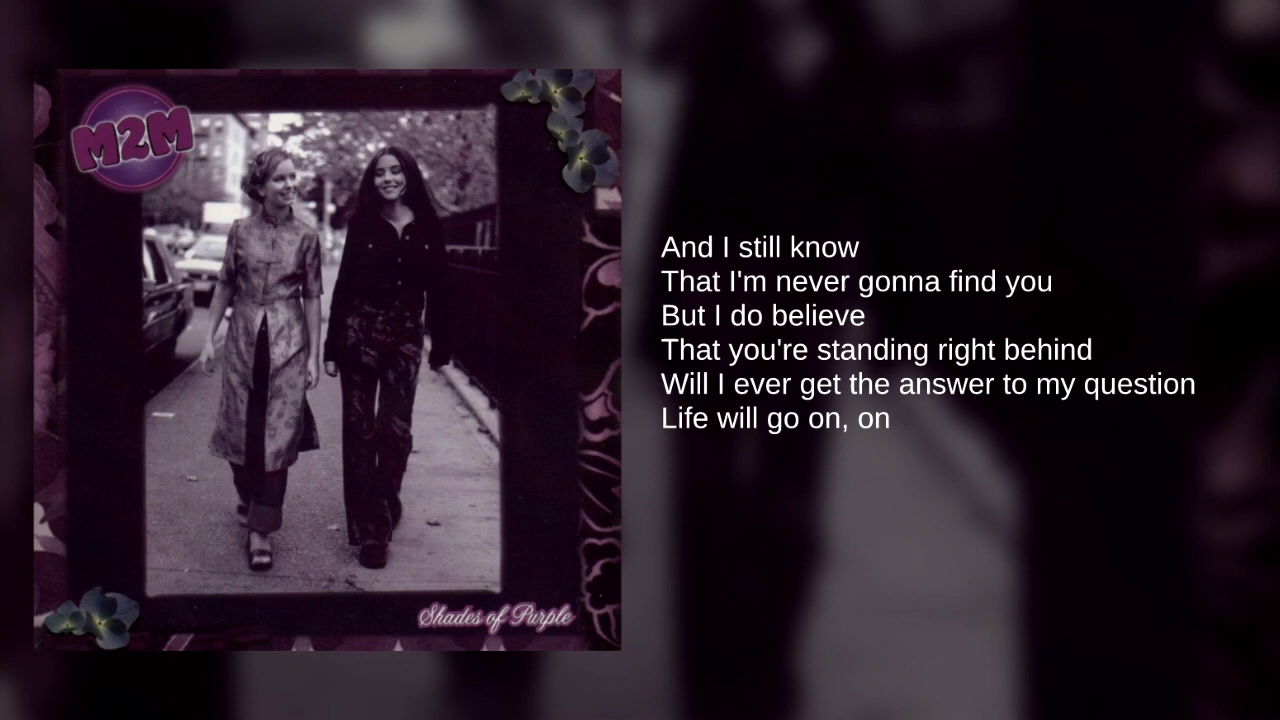 M2M
Shades of Purple
And I still know
That I'm never gonna find you
But I do believe
That you're standing right behind
Will I ever get the answer to my question
Life will go on, on